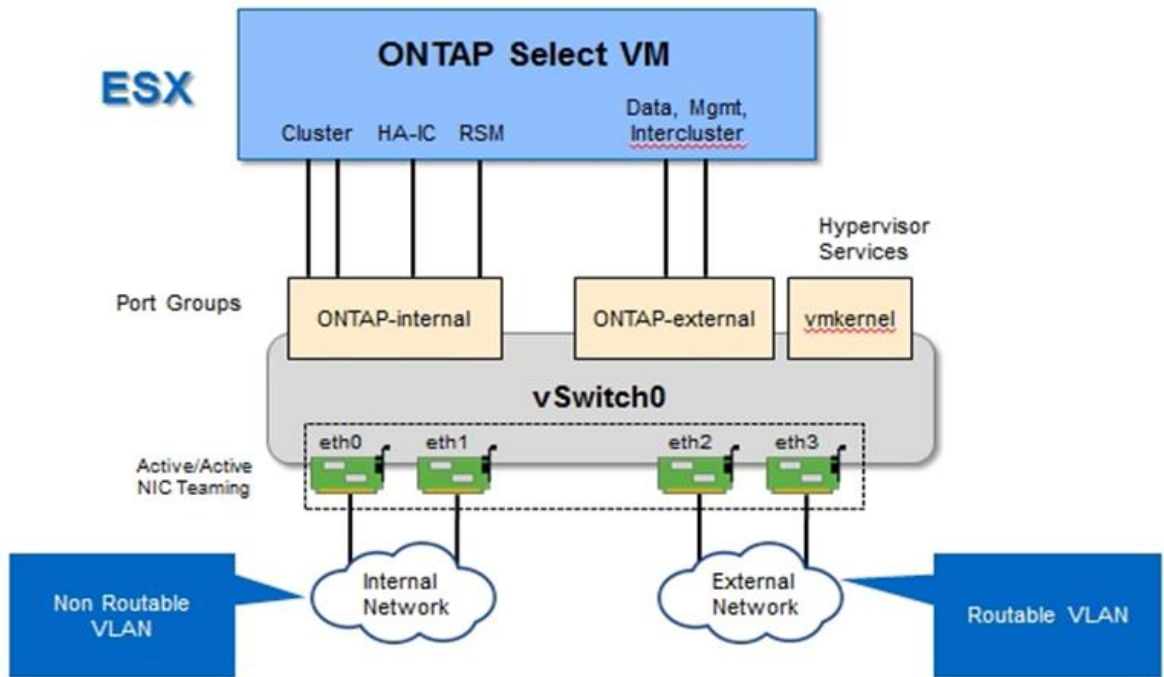 ONTAP Select VM
ESX
Data, Mgmt,
Cluster HA-IC RSM Intercluster
Hypervisor
Services
Port Groups
ONTAP-internal
ONTAP-external
vmkernel
vSwitch0
eth0 eth1 eth2 eth3
Active/Active
NIC Teaming
Non Routable
VLAN
Internal
Network
External
Network
Routable VLAN